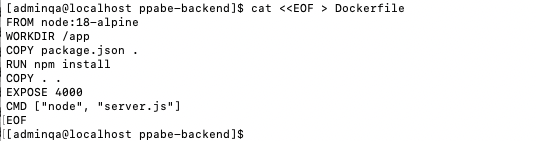 [adminqa@localhost ppabe-backend]$ cat <<EOF > Dockerfile
FROM node:18-alpine
WORKDIR /app
COPY package.json .
RUN npm install
COPY . .
EXPOSE 4000
CMD ["node", "server.js"]
[EOF
[[adminqa@localhost ppabe-backend]$